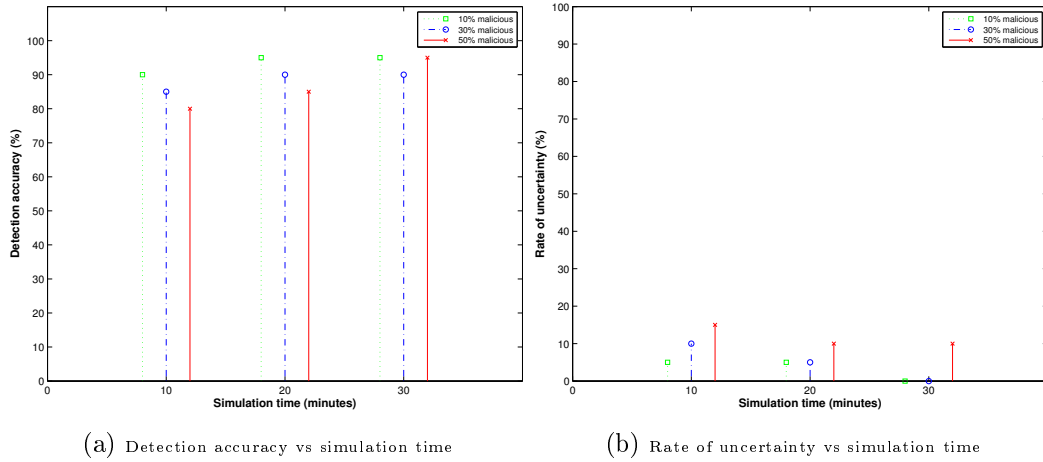 10% malicious
30% malicious
50% malicious
100
90
80
70
60
50
40
30
20
10
0
0
10
20
30
Detection accuracy (%)
Simulation time (minutes)
(a) Detection accuracy vs simulation time
10% malicious
30% malicious
50% malicious
100
90
80
70
60
50
40
30
20
10
0
0
10
20
30
Rate of uncertainty (%)
Simulation time (minutes)
(b) Rate of uncertainty vs simulation time